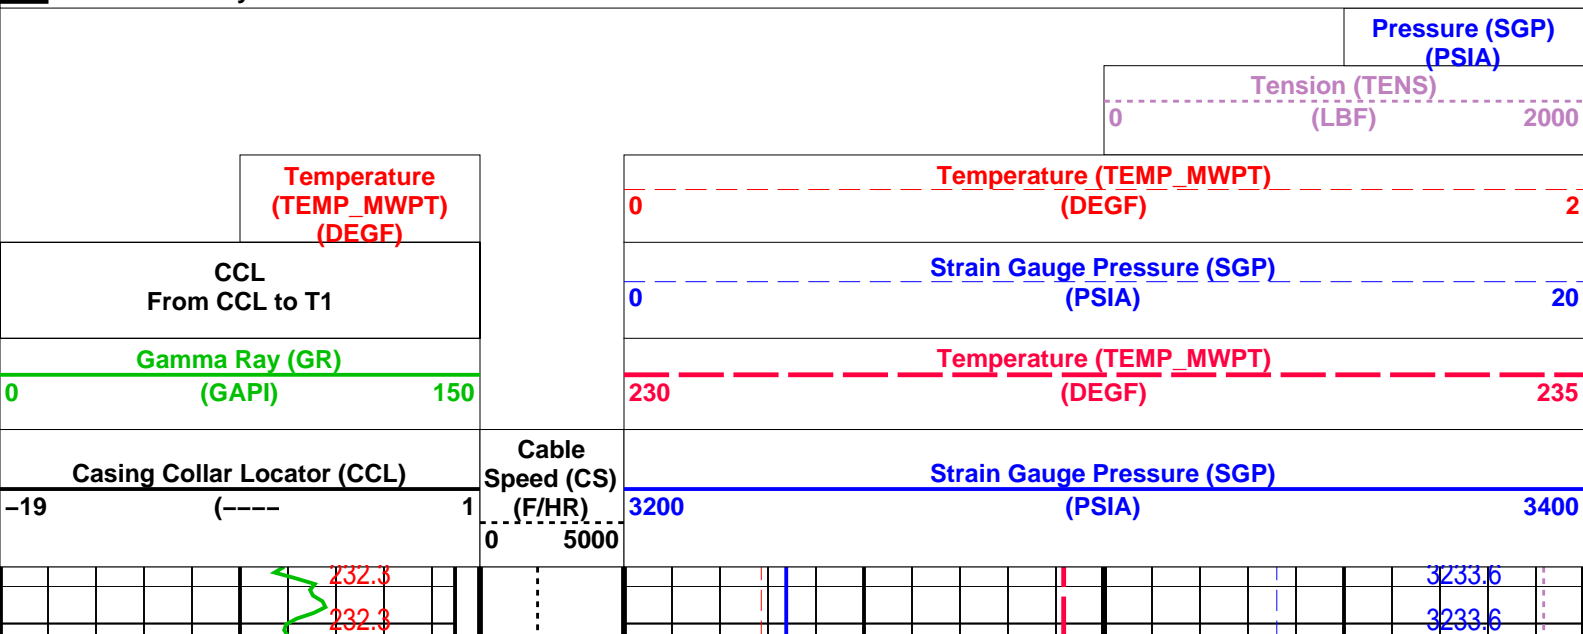 Pressure (SGP)
(PSIA)
Tension (TENS)
0 (LBF) 2000
Temperature
(TEMP_MWPT)
(DEGF)
Temperature (TEMP_MWPT)
0 (DEGF) 2
CCL
From CCL to T1
Strain Gauge Pressure (SGP)
0 (PSIA) 20
Gamma Ray (GR)
0 (GAPI) 150
Temperature (TEMP_MWPT)
230 (DEGF) 235
Casing Collar Locator (CCL)
−19 (−−−− 1
Cable
Speed (CS)
(F/HR)
0 5000
Strain Gauge Pressure (SGP)
3200 (PSIA) 3400
232.3 3233.6
232.3 3233.6